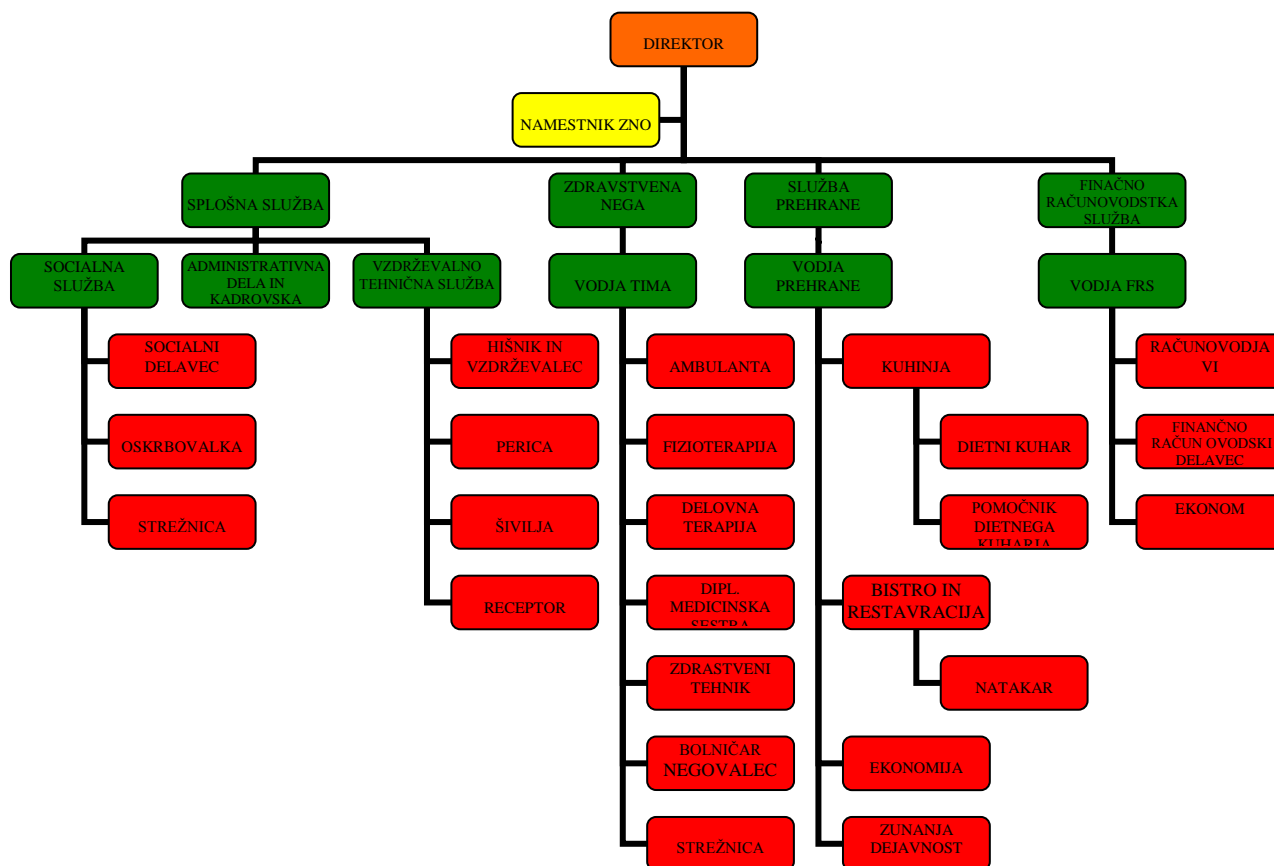 DIREKTOR
NAMESTNIK ZNO
SPLOŠNA SLUŽBA
ZDRAVSTVENA
NEGA
SLUŽBA
PREHRANE
FINAČNO
RAČUNOVODSTKA
SLUŽBA
SOCIALNA
SLUŽBA
ADMINISTRATIVNA
DELA IN
KADROVSKA
VZDRŽEVALNO
TEHNIČNA SLUŽBA
VODJA TIMA
VODJA
PREHRANE
VODJA FRS
SOCIALNI
DELAVEC
OSKRBOVALKA
STREŽNICA
HIŠNIK IN
VZDRŽEVALEC
PERICA
ŠIVILJA
RECEPTOR
AMBULANTA
FIZIOTERAPIJA
DELOVNA
TERAPIJA
DIPL.
MEDICINSKA
SESTRA
ZDRASTVENI
TEHNIK
BOLNIČAR
NEGOVALEC
STREŽNICA
KUHINJA
DIETNI KUHAR
POMOČNIK
DIETNEGA
KUHARJA
BISTRO IN
RESTAVRACIJA
NATAKAR
EKONOMIJA
ZUNANJA
DEJAVNOST
RAČUNOVODJA
VI
FINANČNO
RAČUN OVODSKI
DELAVEC
EKONOM